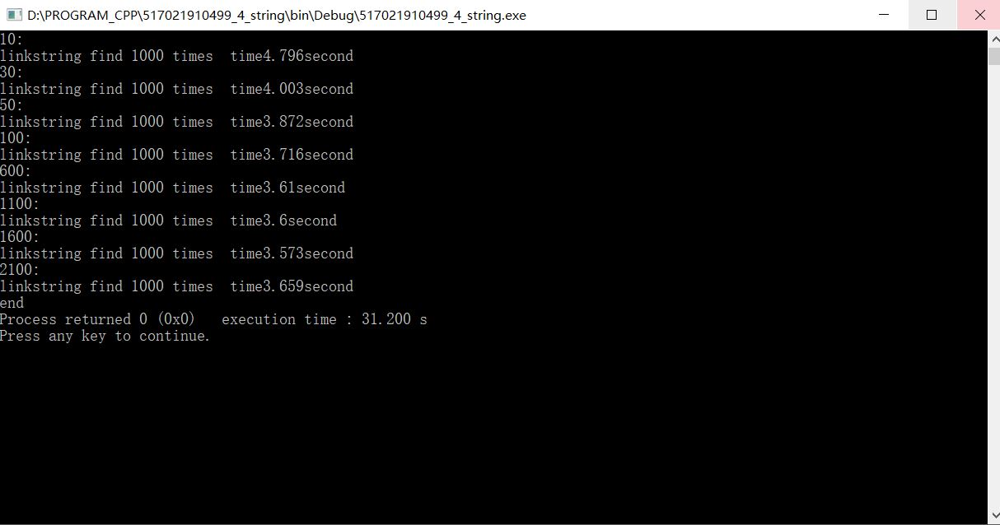 D:\PROGRAM_CPP\517021910499_4_string\bin\Debug\517021910499_4_string.exe
10:
linkstring find 1000 times  time4.796second
30:
linkstring find 1000 times  time4.003second
50:
linkstring find 1000 times  time3.872second
100:
linkstring find 1000 times  time3.716second
600:
linkstring find 1000 times  time3.61second
1100:
linkstring find 1000 times  time3.6second
1600:
linkstring find 1000 times  time3.573second
2100:
linkstring find 1000 times  time3.659second
end
Process returned 0 (0x0)   execution time : 31.200 s
Press any key to continue.